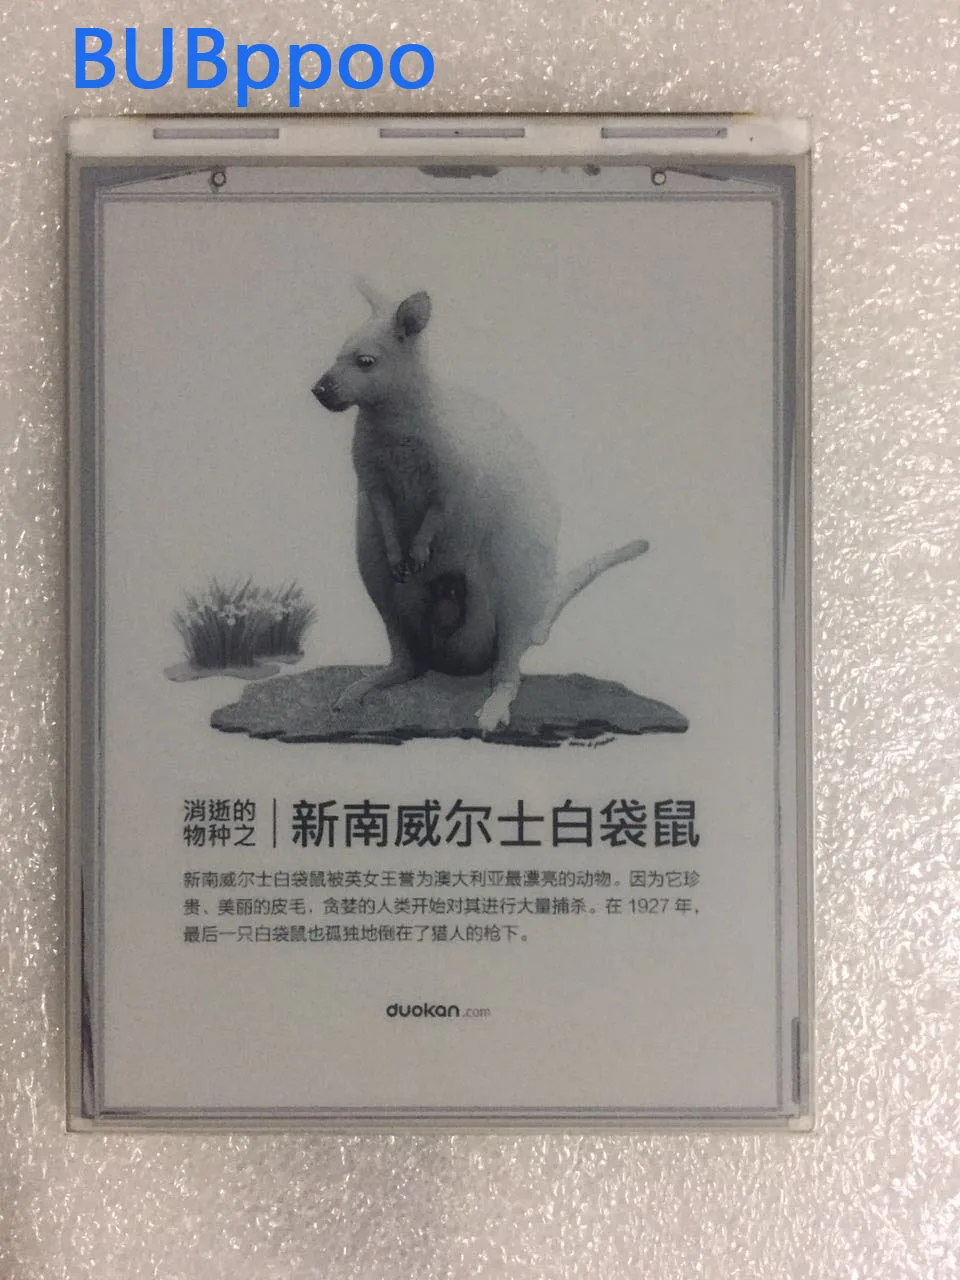 BUBppoo
消逝的
物种之
新南威尔士白袋鼠
新南威尔士白袋鼠被英女王誉为澳大利亚最漂亮的动物。因为它珍
贵、美丽的皮毛，贪婪的人类开始对其进行大量捕杀。在 1927 年，
最后一只白袋鼠也孤独地倒在了猎人的枪下。
duokan.com